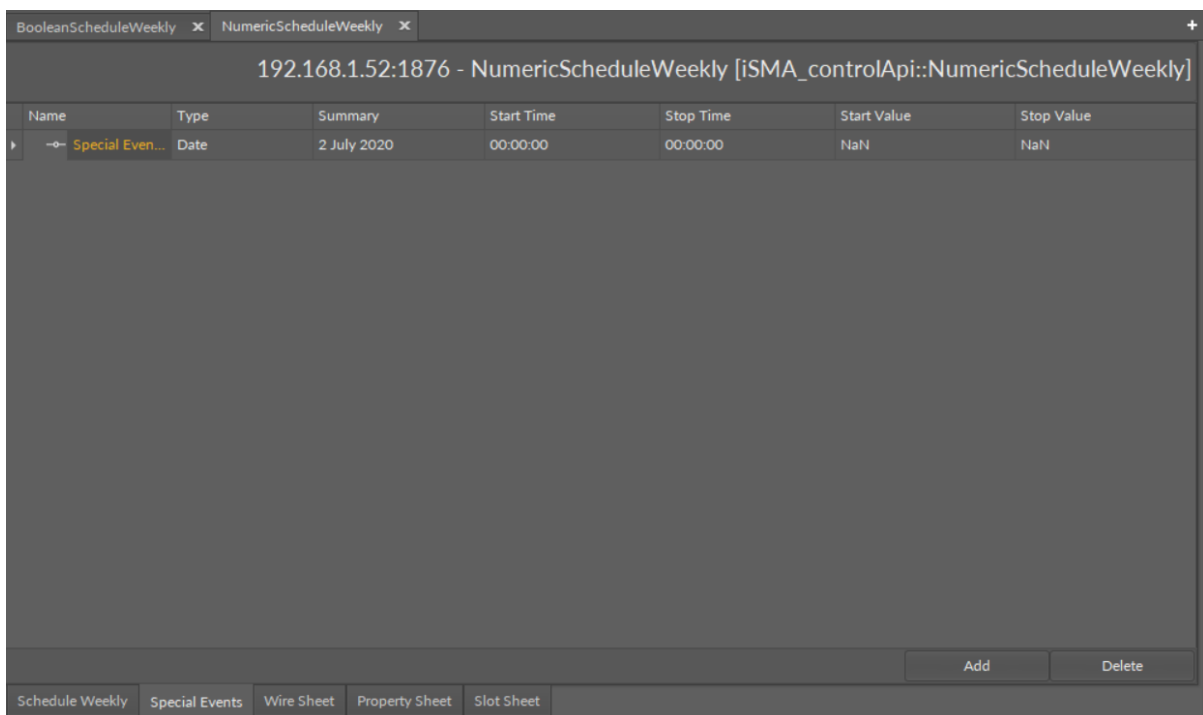 BooleanScheduleWeekly × NumericScheduleWeekly × +
192.168.1.52:1876 - NumericScheduleWeekly [iSMA_controlApi::NumericScheduleWeekly]
Name Type Summary Start Time Stop Time Start Value Stop Value
Special Even... Date 2 July 2020 00:00:00 00:00:00 NaN NaN
Add Delete
Schedule Weekly Special Events Wire Sheet Property Sheet Slot Sheet